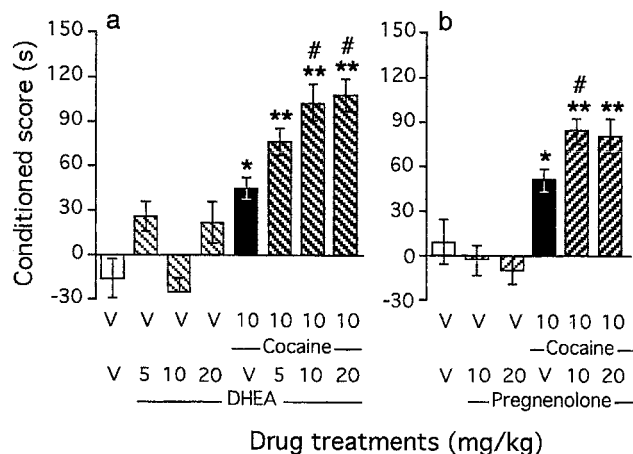 a
b
Conditioned score (s)
150
120
90
60
30
0
-30
* ** # ** # **
150
120
90
60
30
0
-30
* # ** **
V V V V 10 10 10 10
Cocaine
V 5 10 20 V 5 10 20
DHEA
V V V 10 10 10
Cocaine
V 10 20 V 10 20
Pregnenolone
Drug treatments (mg/kg)